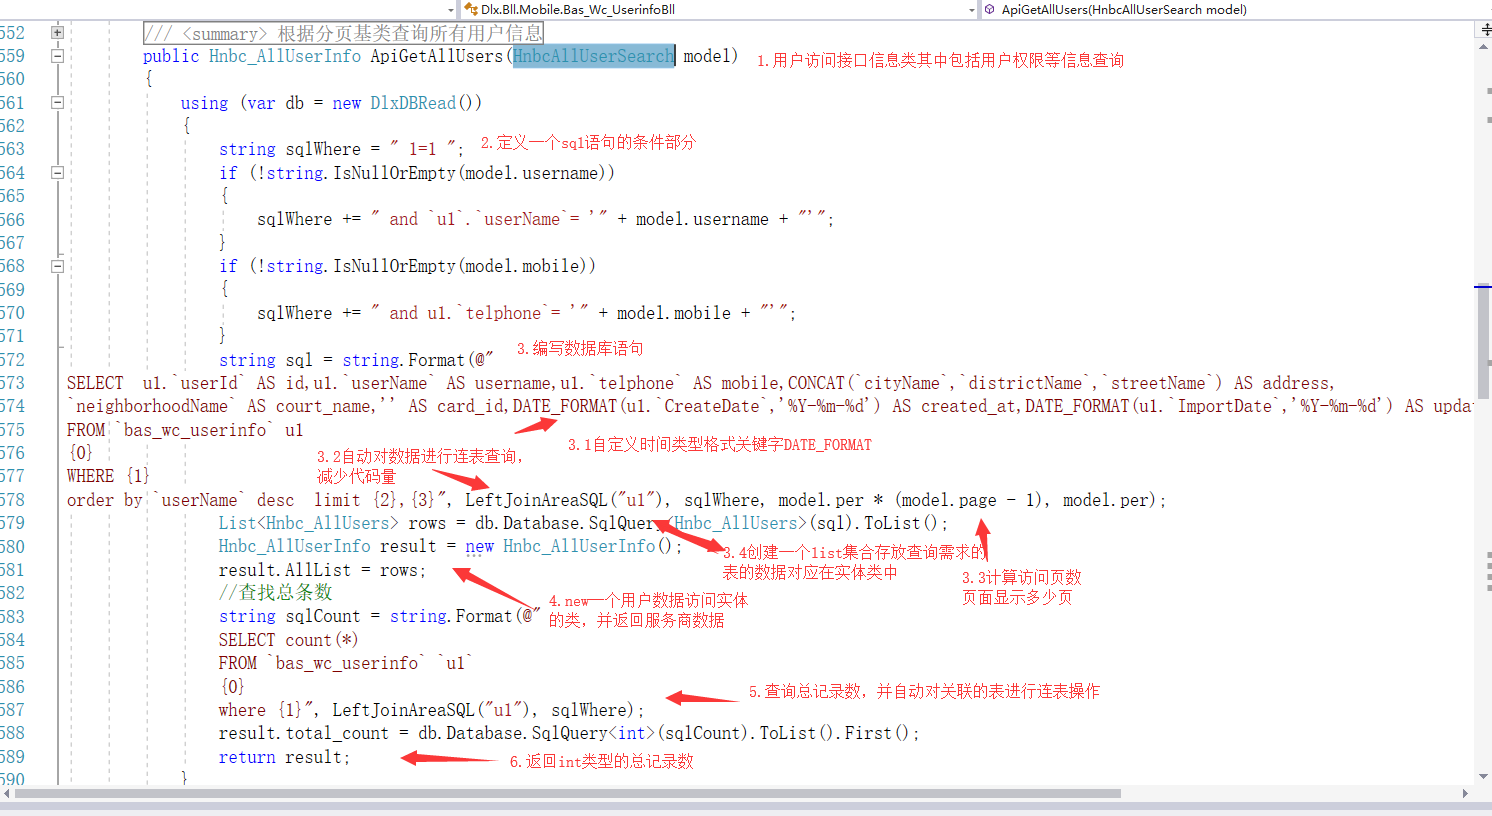 Dlx.Bll.Mobile.Bas_Wc_UserinfoBll ApiGetAllUsers(HnbcAllUserSearch model)
552 /// <summary> 根据分页基类查询所有用户信息
559 public Hnbc_AllUserInfo ApiGetAllUsers(HnbcAllUserSearch model) 1.用户访问接口信息类其中包括用户权限等信息查询
560 {
561 using (var db = new DlxDBRead())
562 {
563 string sqlWhere = " 1=1 "; 2.定义一个sql语句的条件部分
564 if (!string.IsNullOrEmpty(model.username))
565 {
566 sqlWhere += " and `u1`.`userName`= '" + model.username + "'";
567 }
568 if (!string.IsNullOrEmpty(model.mobile))
569 {
570 sqlWhere += " and u1.`telphone`= '" + model.mobile + "'";
571 }
572 string sql = string.Format(@" 3.编写数据库语句
573 SELECT  u1.`userId` AS id,u1.`userName` AS username,u1.`telphone` AS mobile,CONCAT(`cityName`,`districtName`,`streetName`) AS address,
574 `neighborhoodName` AS court_name,'' AS card_id,DATE_FORMAT(u1.`CreateDate`,'%Y-%m-%d') AS created_at,DATE_FORMAT(u1.`ImportDate`,'%Y-%m-%d') AS upda
575 FROM `bas_wc_userinfo` u1
3.1自定义时间类型格式关键字DATE_FORMAT
576 {0}
3.2自动对数据进行连表查询,
减少代码量
577 WHERE {1}
578 order by `userName` desc  limit {2},{3}", LeftJoinAreaSQL("u1"), sqlWhere, model.per * (model.page - 1), model.per);
579 List<Hnbc_AllUsers> rows = db.Database.SqlQuery<Hnbc_AllUsers>(sql).ToList();
580 Hnbc_AllUserInfo result = new Hnbc_AllUserInfo();
3.4创建一个list集合存放查询需求的
表的数据对应在实体类中
581 result.AllList = rows;
3.3计算访问页数
页面显示多少页
582 //查找总条数
4.new一个用户数据访问实体
的类，并返回服务商数据
583 string sqlCount = string.Format(@"
584 SELECT count(*)
585 FROM `bas_wc_userinfo` `u1`
586 {0}
5.查询总记录数，并自动对关联的表进行连表操作
587 where {1}", LeftJoinAreaSQL("u1"), sqlWhere);
588 result.total_count = db.Database.SqlQuery<int>(sqlCount).ToList().First();
589 return result; 6.返回int类型的总记录数
590 }